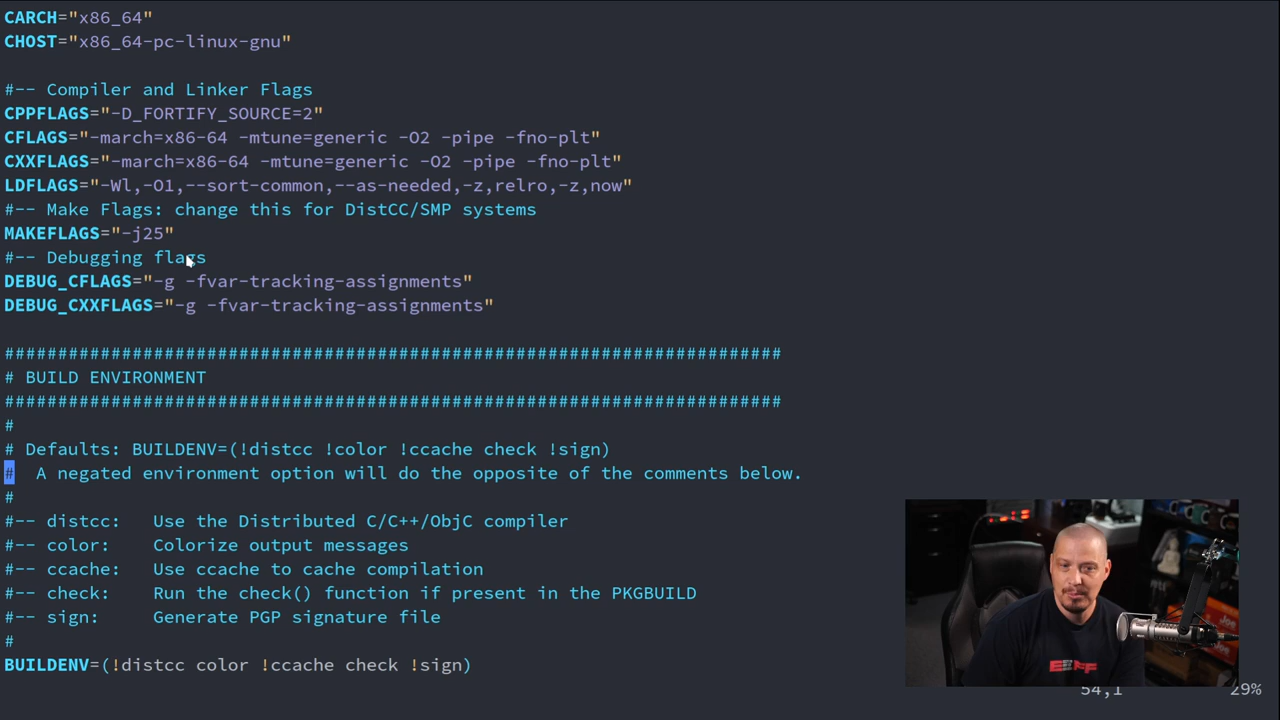 CARCH="x86_64"
CHOST="x86_64-pc-linux-gnu"
#-- Compiler and Linker Flags
CPPFLAGS="-D_FORTIFY_SOURCE=2"
CFLAGS="-march=x86-64 -mtune=generic -O2 -pipe -fno-plt"
CXXFLAGS="-march=x86-64 -mtune=generic -O2 -pipe -fno-plt"
LDFLAGS="-Wl,-O1,--sort-common,--as-needed,-z,relro,-z,now"
#-- Make Flags: change this for DistCC/SMP systems
MAKEFLAGS="-j25"
#-- Debugging flags
DEBUG_CFLAGS="-g -fvar-tracking-assignments"
DEBUG_CXXFLAGS="-g -fvar-tracking-assignments"
#########################################################################
# BUILD ENVIRONMENT
#########################################################################
#
# Defaults: BUILDENV=(!distcc !color !ccache check !sign)
#  A negated environment option will do the opposite of the comments below.
#
#-- distcc:   Use the Distributed C/C++/ObjC compiler
#-- color:    Colorize output messages
#-- ccache:   Use ccache to cache compilation
#-- check:    Run the check() function if present in the PKGBUILD
#-- sign:     Generate PGP signature file
#
BUILDENV=(!distcc color !ccache check !sign)
54,1 29%